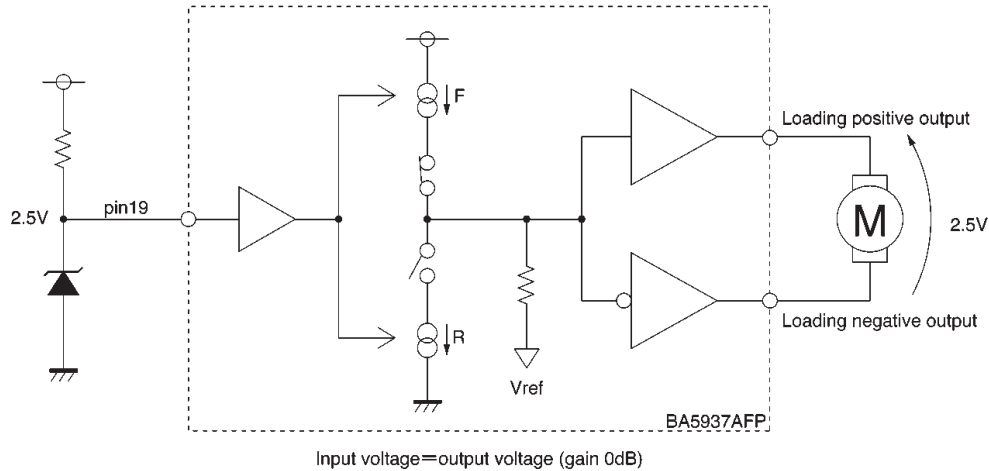 F
Loading positive output
2.5V
pin19
M
2.5V
R
Loading negative output
Vref
BA5937AFP
Input voltage=output voltage (gain 0dB)